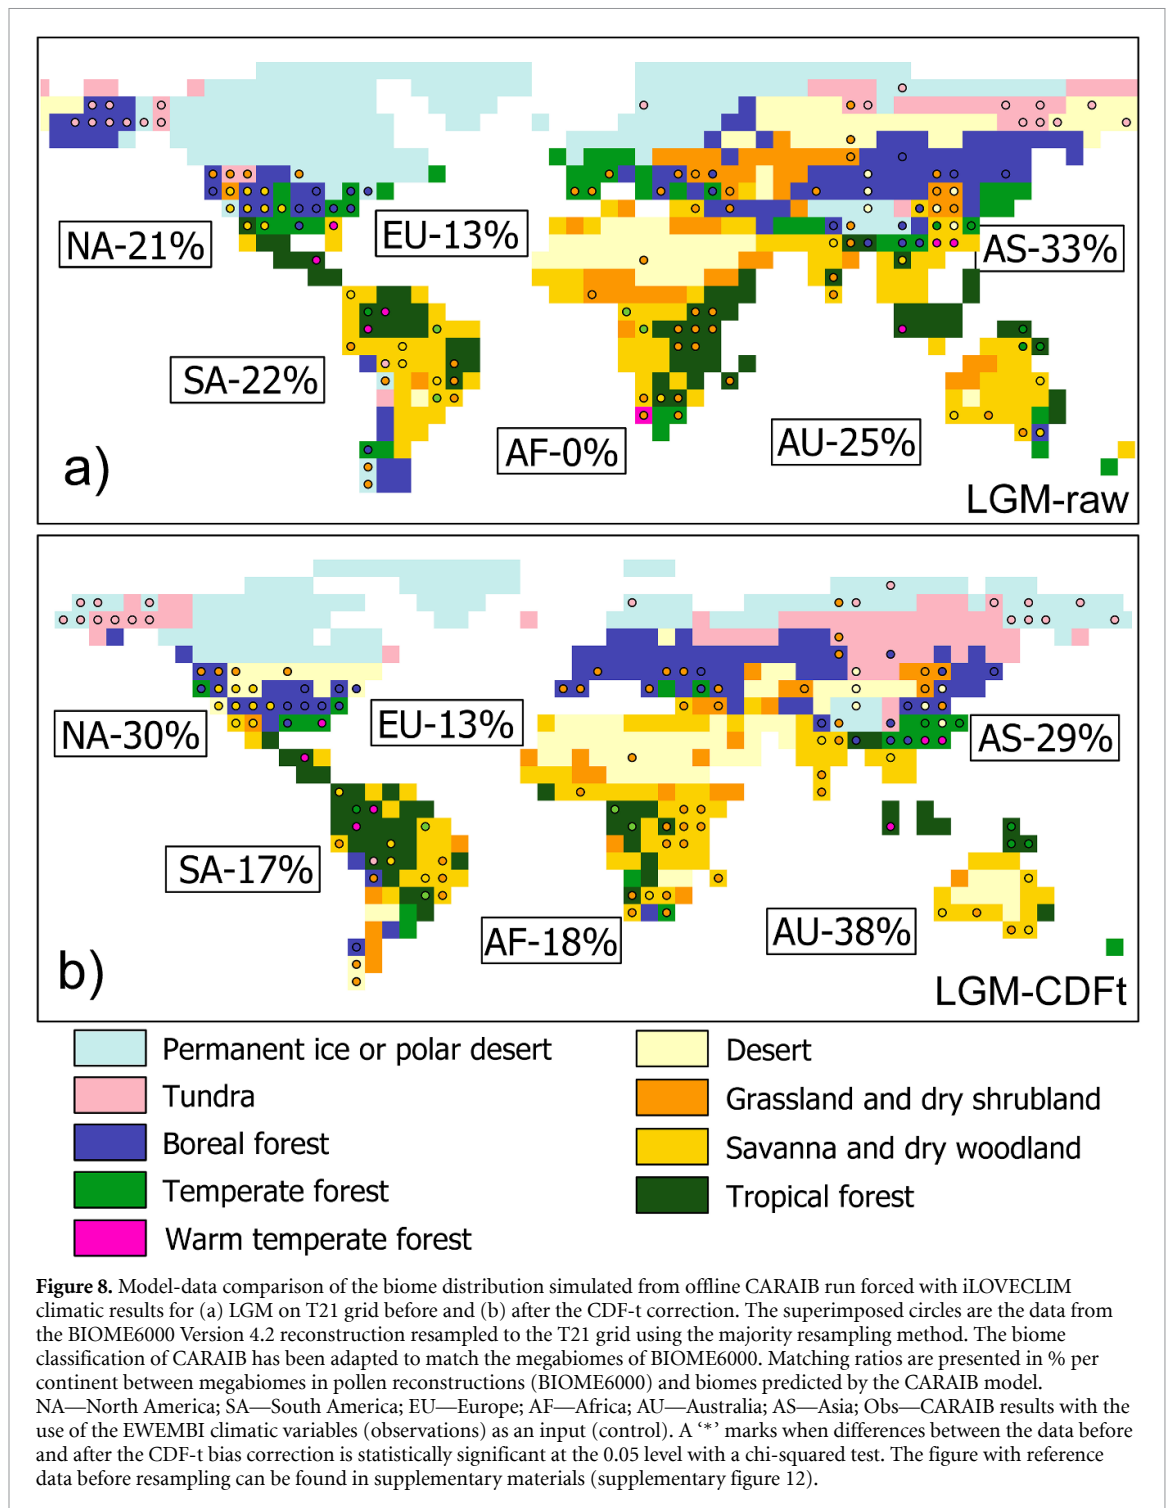 NA-21%
EU-13%
AS-33%
SA-22%
AF-0%
AU-25%
a)
LGM-raw
NA-30%
EU-13%
AS-29%
SA-17%
AF-18%
AU-38%
b)
LGM-CDFt
Permanent ice or polar desert
Tundra
Boreal forest
Temperate forest
Warm temperate forest
Desert
Grassland and dry shrubland
Savanna and dry woodland
Tropical forest
Figure 8. Model-data comparison of the biome distribution simulated from offline CARAIB run forced with iLOVECLIM
climatic results for (a) LGM on T21 grid before and (b) after the CDF-t correction. The superimposed circles are the data from
the BIOME6000 Version 4.2 reconstruction resampled to the T21 grid using the majority resampling method. The biome
classification of CARAIB has been adapted to match the megabiomes of BIOME6000. Matching ratios are presented in % per
continent between megabiomes in pollen reconstructions (BIOME6000) and biomes predicted by the CARAIB model.
NA—North America; SA—South America; EU—Europe; AF—Africa; AU—Australia; AS—Asia; Obs—CARAIB results with the
use of the EWEMBI climatic variables (observations) as an input (control). A ‘*’ marks when differences between the data before
and after the CDF-t bias correction is statistically significant at the 0.05 level with a chi-squared test. The figure with reference
data before resampling can be found in supplementary materials (supplementary figure 12).